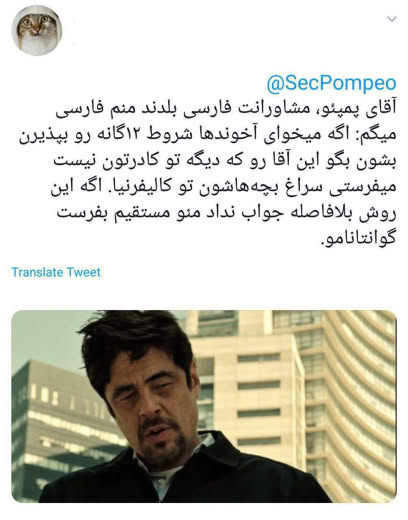 @SecPompeo
آقای پمپئو، مشاورانت فارسی بلدند منم فارسی
میگم: اگه میخوای آخوندها شروط ۱۲گانه رو بپذیرن
بشون بگو این آقا رو که دیگه تو کادرتون نیست
میفرستی سراغ بچه‌هاشون تو کالیفرنیا. اگه این
روش بلافاصله جواب نداد منو مستقیم بفرست
گوانتانامو.
Translate Tweet